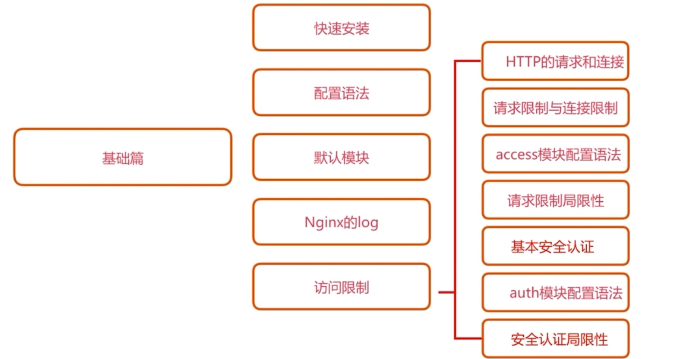 基础篇
快速安装
配置语法
默认模块
Nginx的log
访问限制
HTTP的请求和连接
请求限制与连接限制
access模块配置语法
请求限制局限性
基本安全认证
auth模块配置语法
安全认证局限性